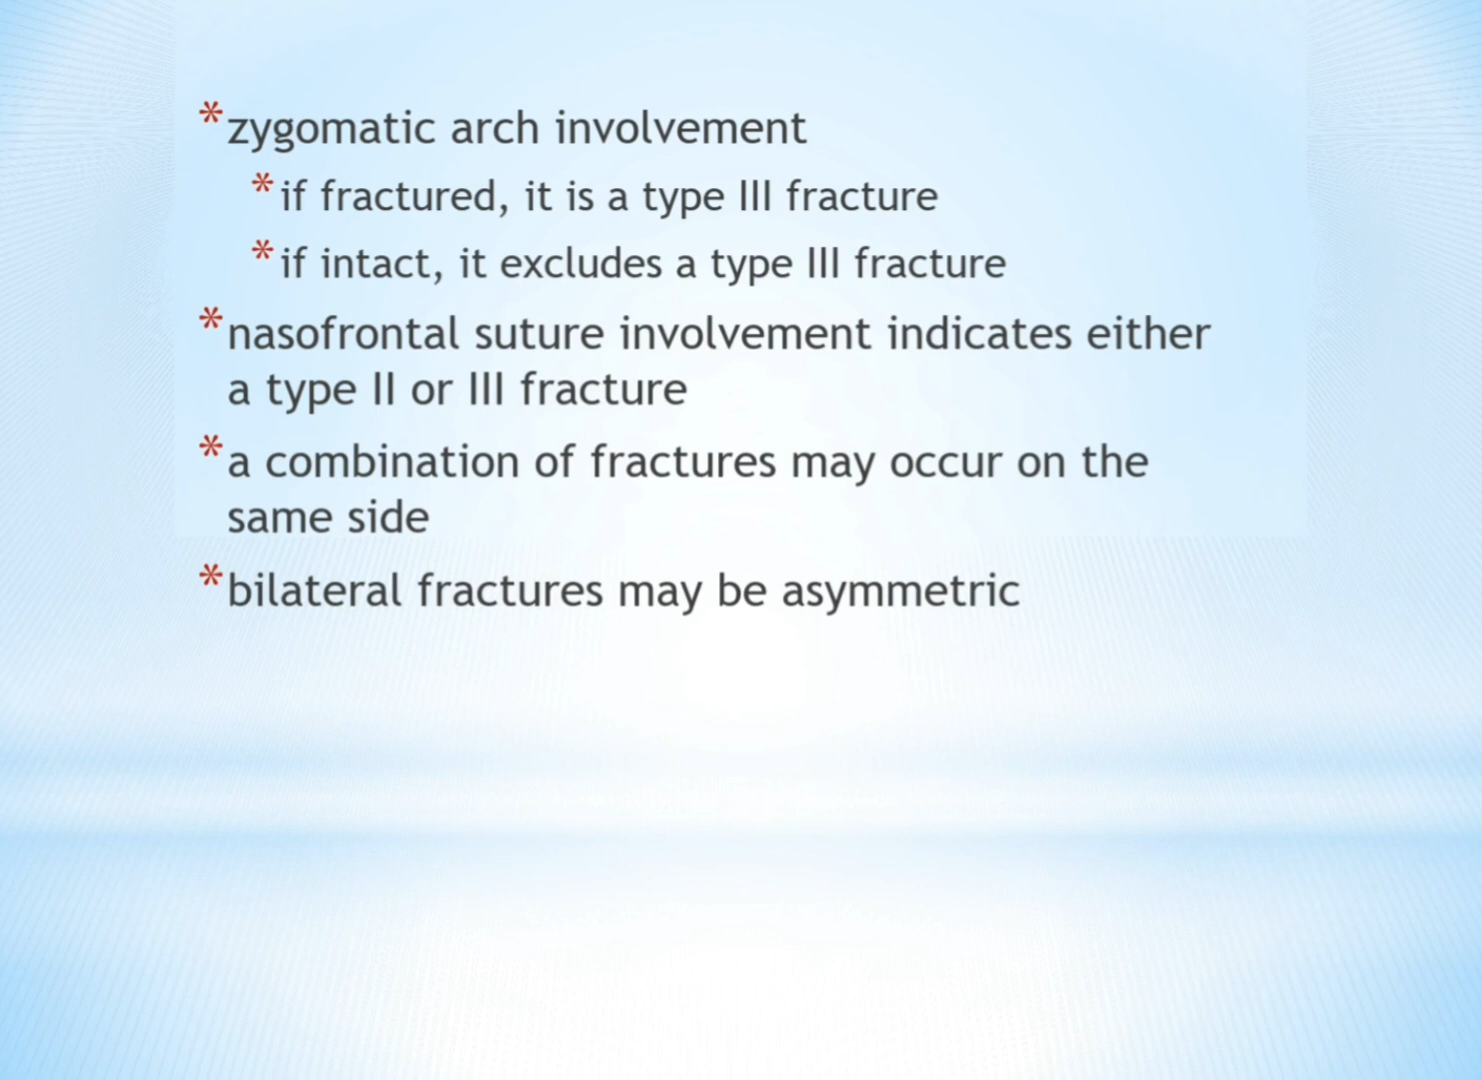 *zygomatic arch involvement
*if fractured, it is a type III fracture
*if intact, it excludes a type III fracture
*nasofrontal suture involvement indicates either
a type II or III fracture
*a combination of fractures may occur on the
same side
*bilateral fractures may be asymmetric